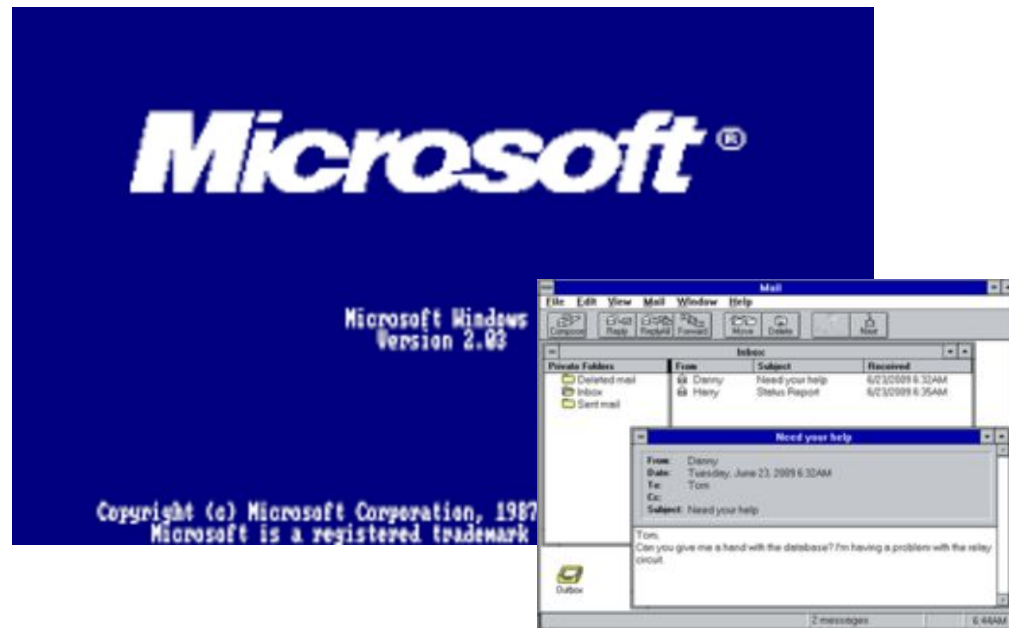 Microsoft®
Microsoft Windows
Version 2.03
Copyright (c) Microsoft Corporation, 1987
Microsoft is a registered trademark
Mail
File Edit View Mail Window Help
Compose Reply ReplyAll Forward Move Delete Next
Inbox
Private Folders From Subject Received
Deleted mail Danny Need your help 6/23/2009 6:32AM
Inbox Harry Status Report 6/23/2009 6:35AM
Sent mail
Need your help
From: Danny
Date: Tuesday, June 23, 2009 6:32AM
To: Tom
Cc:
Subject: Need your help
Tom,
Can you give me a hand with the database? I'm having a problem with the relay
circuit.
Outbox
2 messages 6:44AM